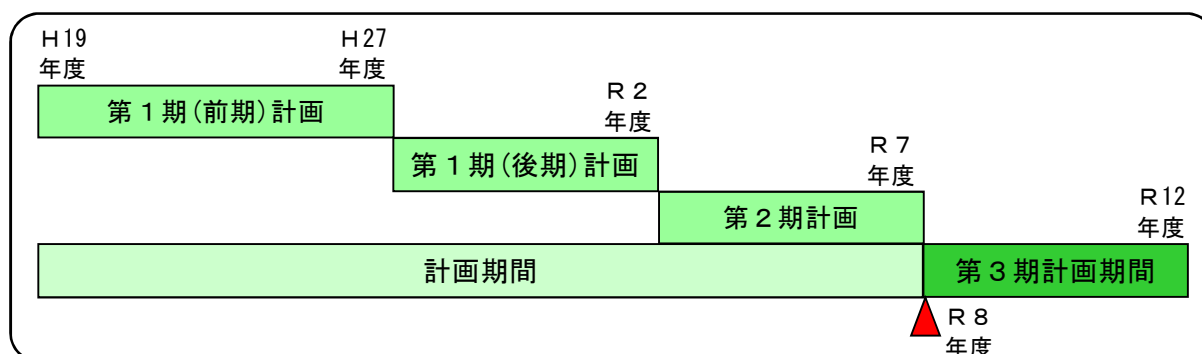 H19
年度
H27
年度
第1期(前期)計画
R2
年度
第1期(後期)計画
R7
年度
第2期計画
R12
年度
計画期間
第3期計画期間
R8
年度